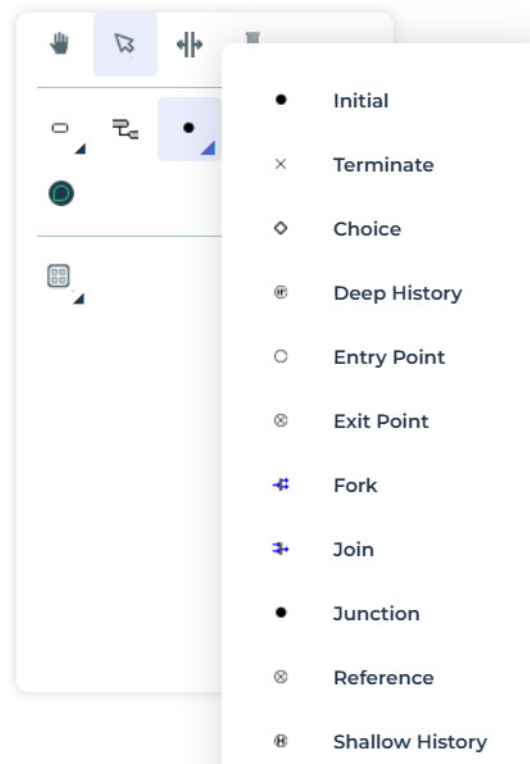 Initial
Terminate
Choice
Deep History
Entry Point
Exit Point
Fork
Join
Junction
Reference
Shallow History